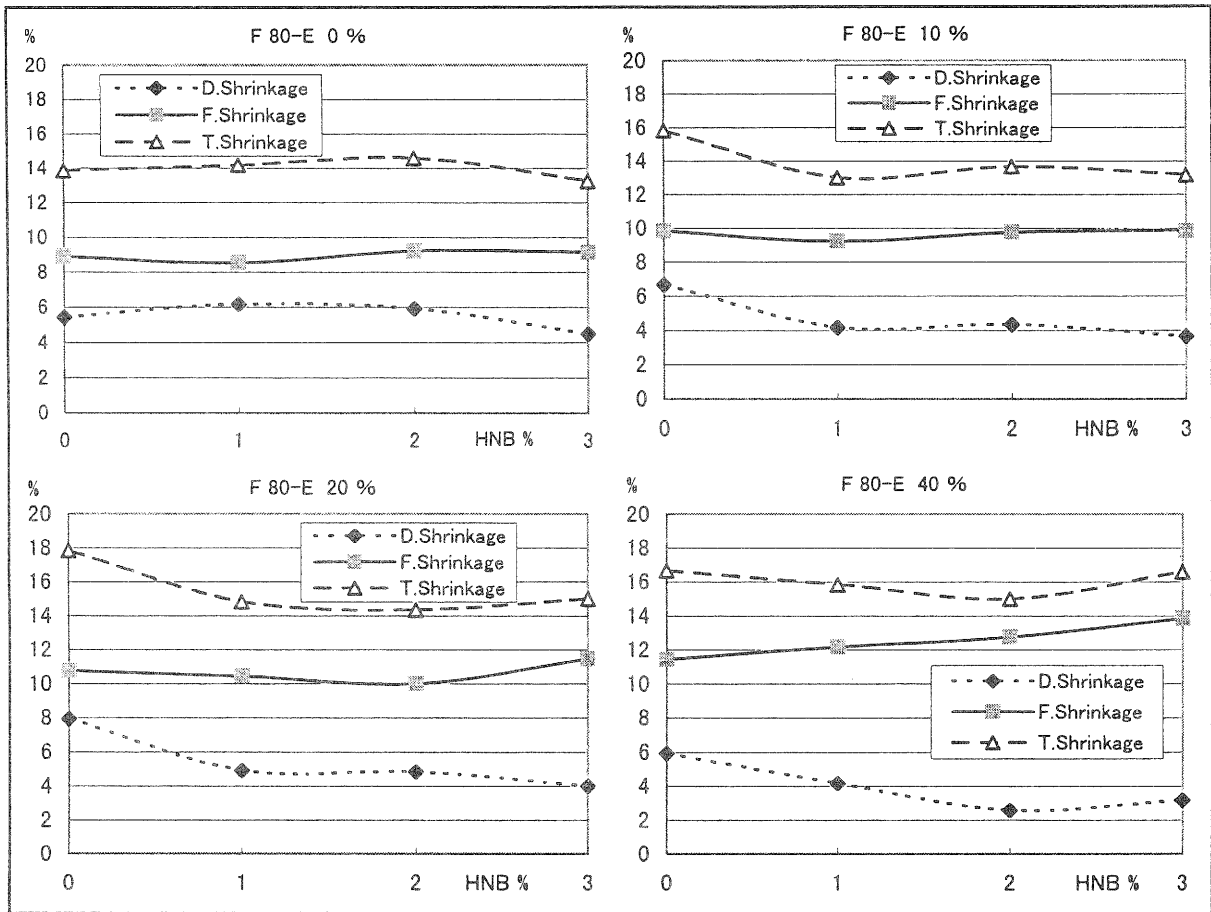 % F 80-E 0 %
20
18
16
14
12
10
8
6
4
2
0
D.Shrinkage
F.Shrinkage
T.Shrinkage
0 1 2 HNB % 3
% F 80-E 10 %
20
18
16
14
12
10
8
6
4
2
0
D.Shrinkage
F.Shrinkage
T.Shrinkage
0 1 2 HNB % 3
% F 80-E 20 %
20
18
16
14
12
10
8
6
4
2
0
D.Shrinkage
F.Shrinkage
T.Shrinkage
0 1 2 HNB % 3
% F 80-E 40 %
20
18
16
14
12
10
8
6
4
2
0
D.Shrinkage
F.Shrinkage
T.Shrinkage
0 1 2 HNB % 3